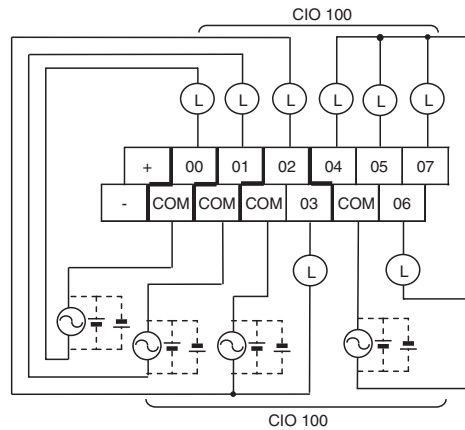 CIO 100
L L L L L L
+ 00 01 02 04 05 07
- COM COM COM 03 COM 06
L L
CIO 100